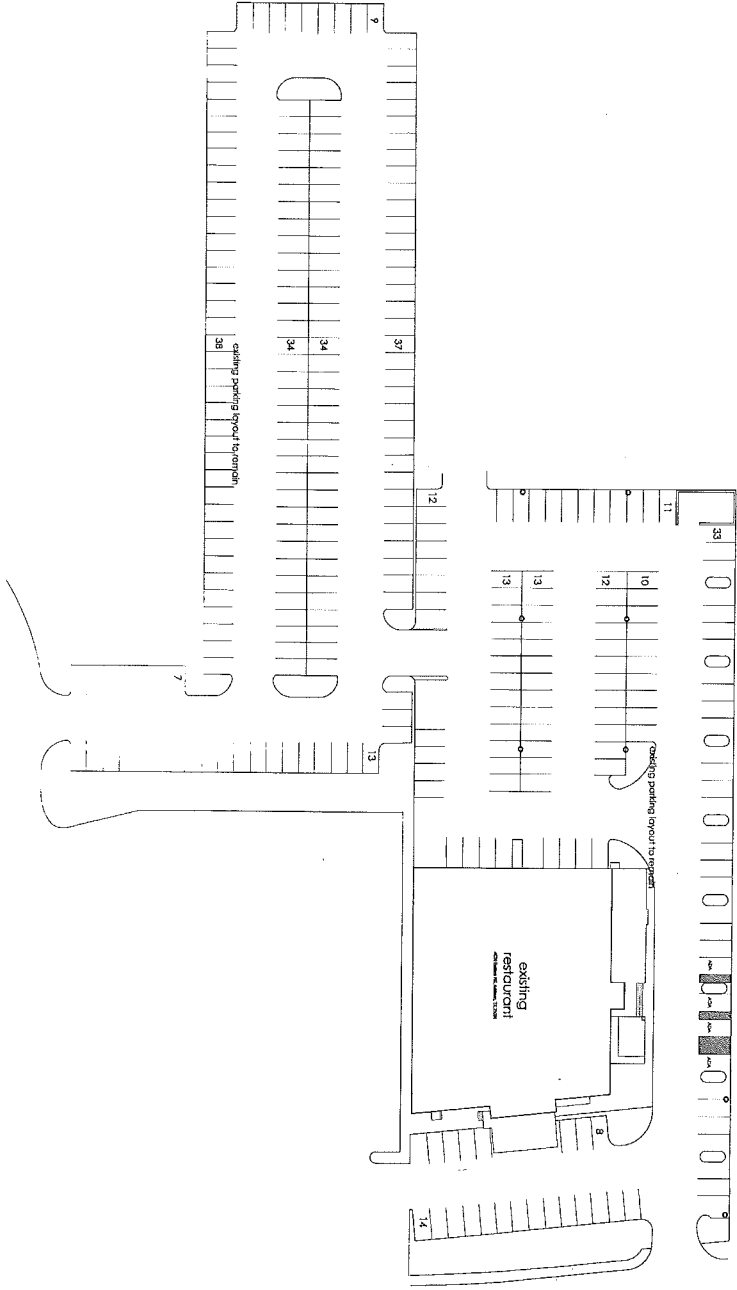 9
38
existing parking layout to remain
34
34
37
12
11
33
13
13
12
10
existing parking layout to remain
7
13
existing
restaurant
ADA
ADA
ADA
ADA
8
14